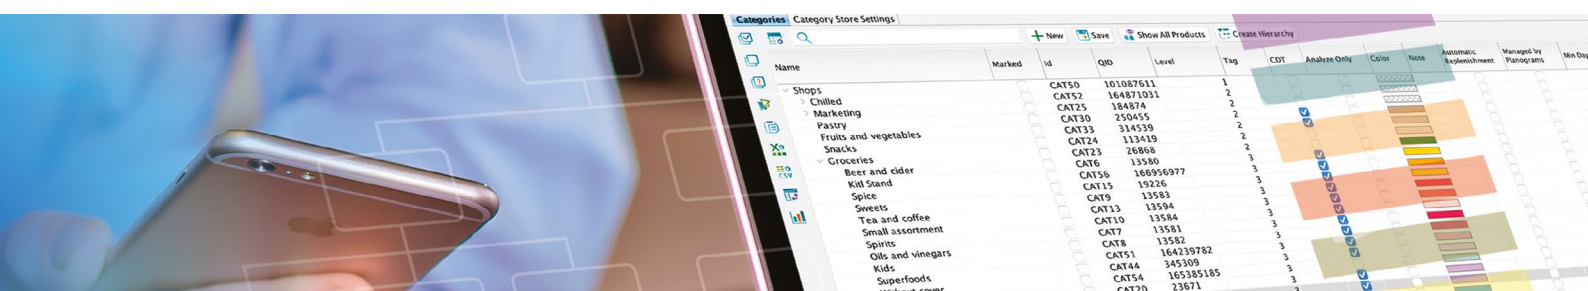 Categories Category Store Settings
New Save Show All Products Create Hierarchy
Name Marked Id QID Level Tag CDT Analyze Only Color Note Automatic Replenishment Managed by Planograms Min Day
Shops CAT50 101087611 1
Chilled CAT52 164871031 2
Marketing CAT25 184874 2
Pastry CAT30 250455 2
Fruits and vegetables CAT33 314539 2
Snacks CAT24 113419 2
Groceries CAT23 26868 2
Beer and cider CAT6 13580 3
Kitl Stand CAT56 166956977 3
Spice CAT15 19226 3
Sweets CAT9 13583 3
Tea and coffee CAT13 13594 3
Small assortment CAT10 13584 3
Spirits CAT7 13581 3
Oils and vinegars CAT8 13582 3
Kids CAT51 164239782 3
Superfoods CAT44 345309 3
CAT54 165385185 3
CAT20 23671
CSV